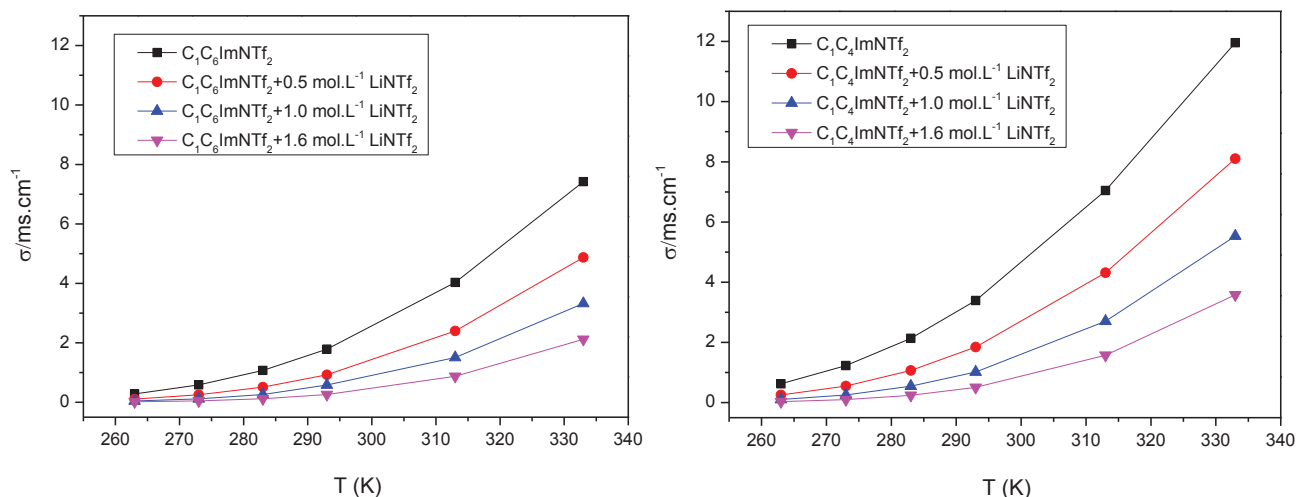 12
10
8
6
4
2
0
σ/ms.cm⁻¹
C₁C₆ImNTf₂
C₁C₆ImNTf₂+0.5 mol.L⁻¹ LiNTf₂
C₁C₆ImNTf₂+1.0 mol.L⁻¹ LiNTf₂
C₁C₆ImNTf₂+1.6 mol.L⁻¹ LiNTf₂
260 270 280 290 300 310 320 330 340
T (K)
12
10
8
6
4
2
0
σ/ms.cm⁻¹
C₁C₄ImNTf₂
C₁C₄ImNTf₂+0.5 mol.L⁻¹ LiNTf₂
C₁C₄ImNTf₂+1.0 mol.L⁻¹ LiNTf₂
C₁C₄ImNTf₂+1.6 mol.L⁻¹ LiNTf₂
260 270 280 290 300 310 320 330 340
T (K)